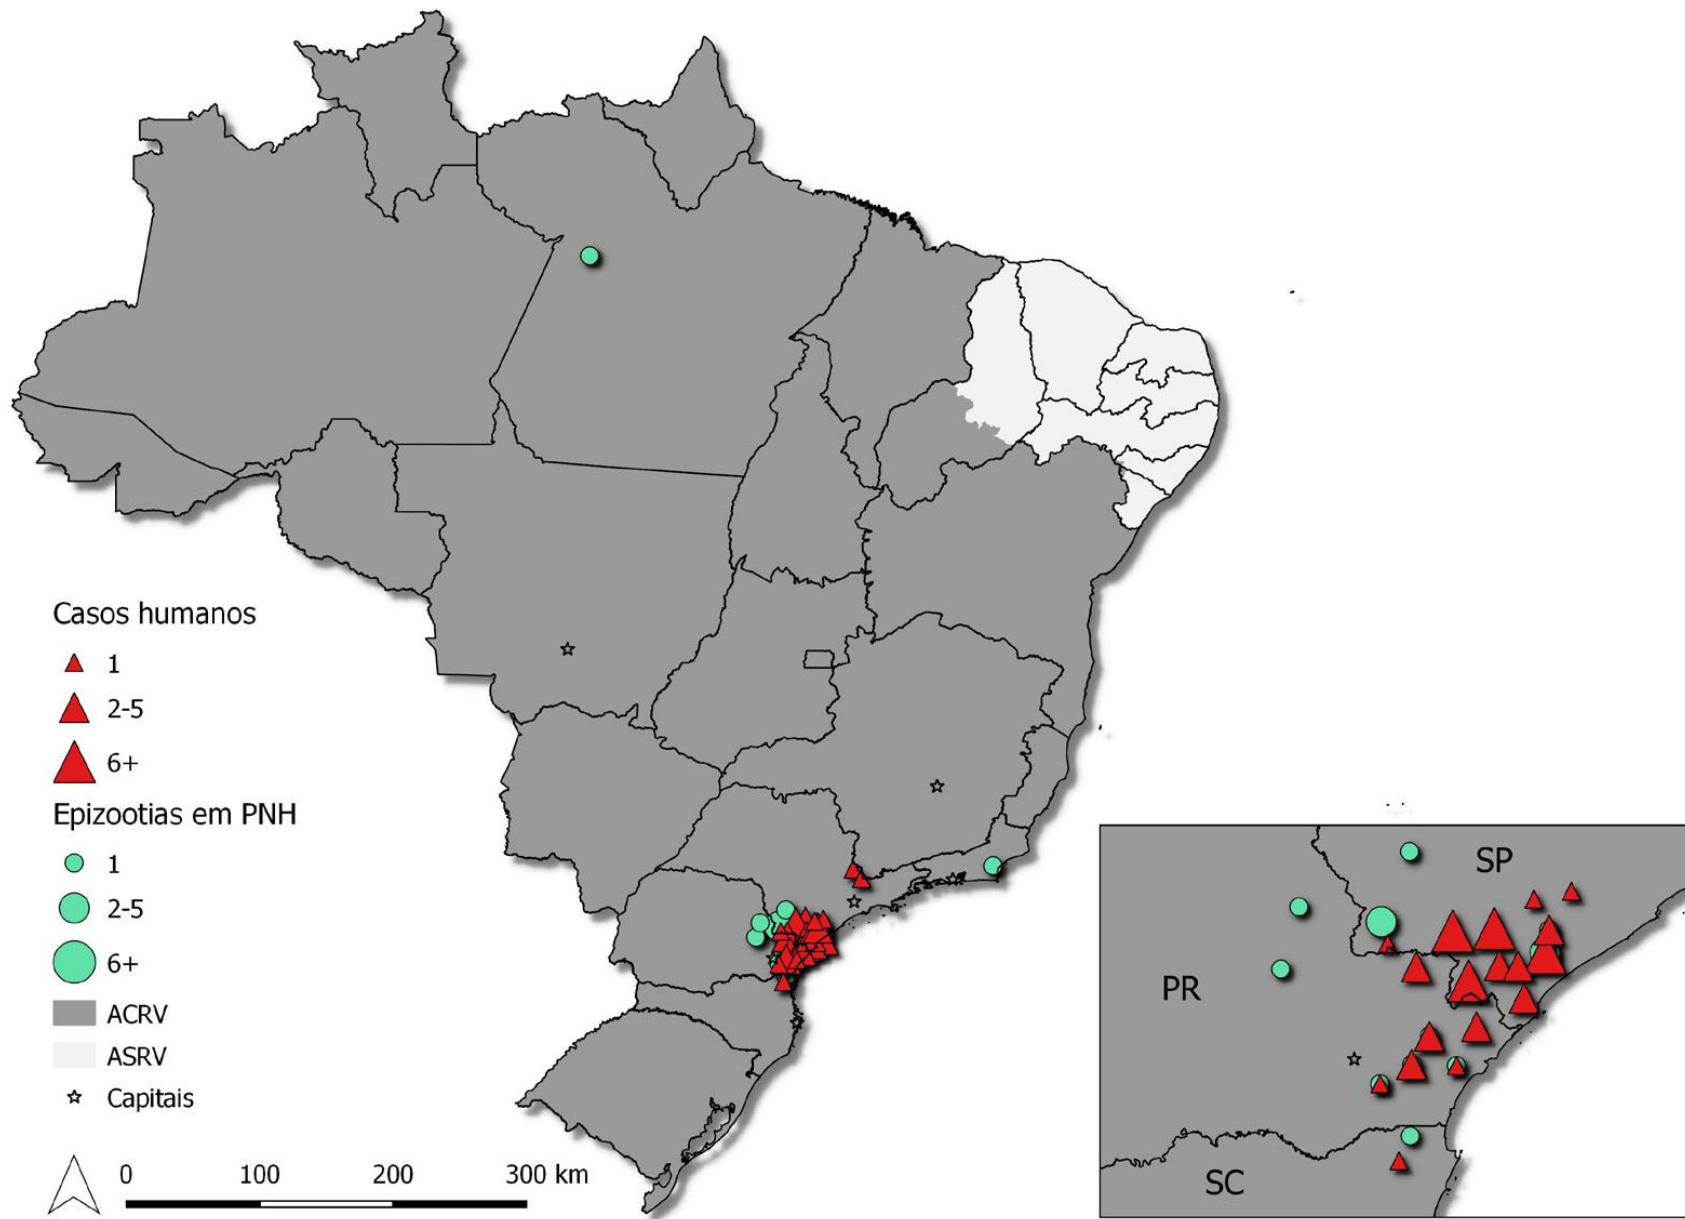 Casos humanos
1
2-5
6+
Epizootias em PNH
1
2-5
6+
ACRV
ASRV
Capitais
0 100 200 300 km
SP
PR
SC